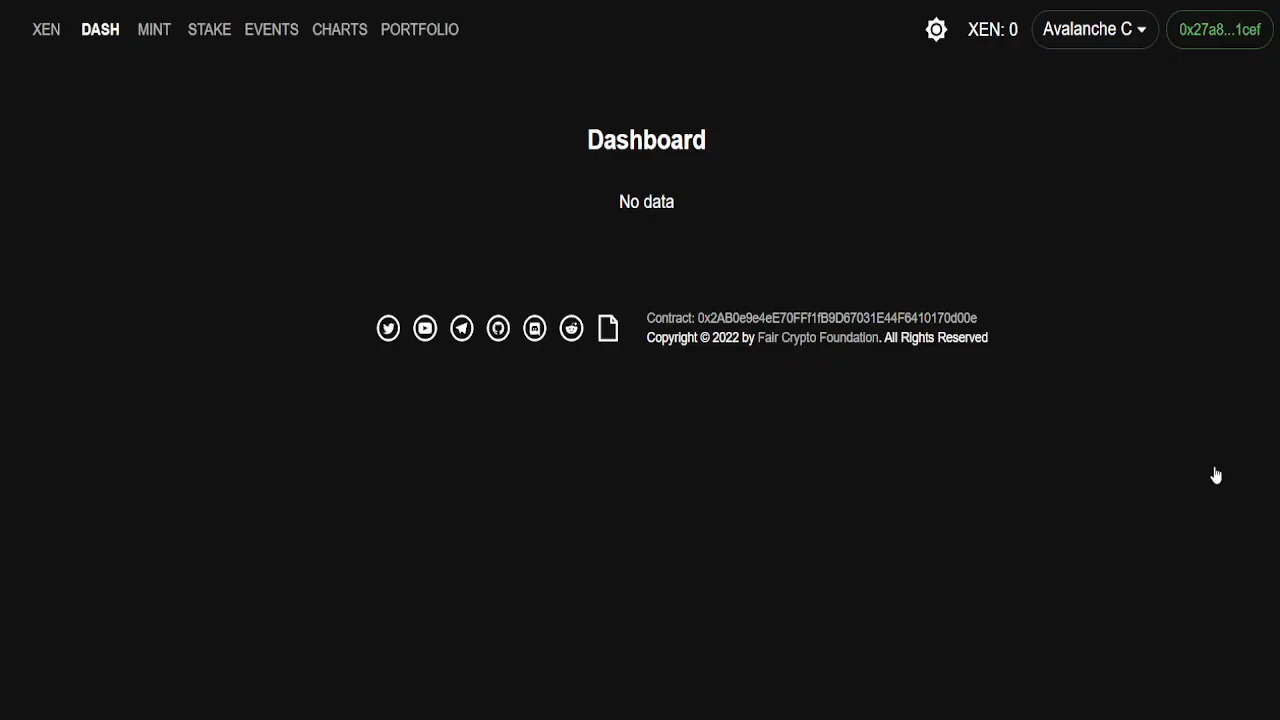 XEN DASH MINT STAKE EVENTS CHARTS PORTFOLIO XEN: 0 Avalanche C 0x27a8...1cef
Dashboard
No data
Contract: 0x2AB0e9e4eE70FFf1fB9D67031E44F6410170d00e
Copyright © 2022 by Fair Crypto Foundation. All Rights Reserved